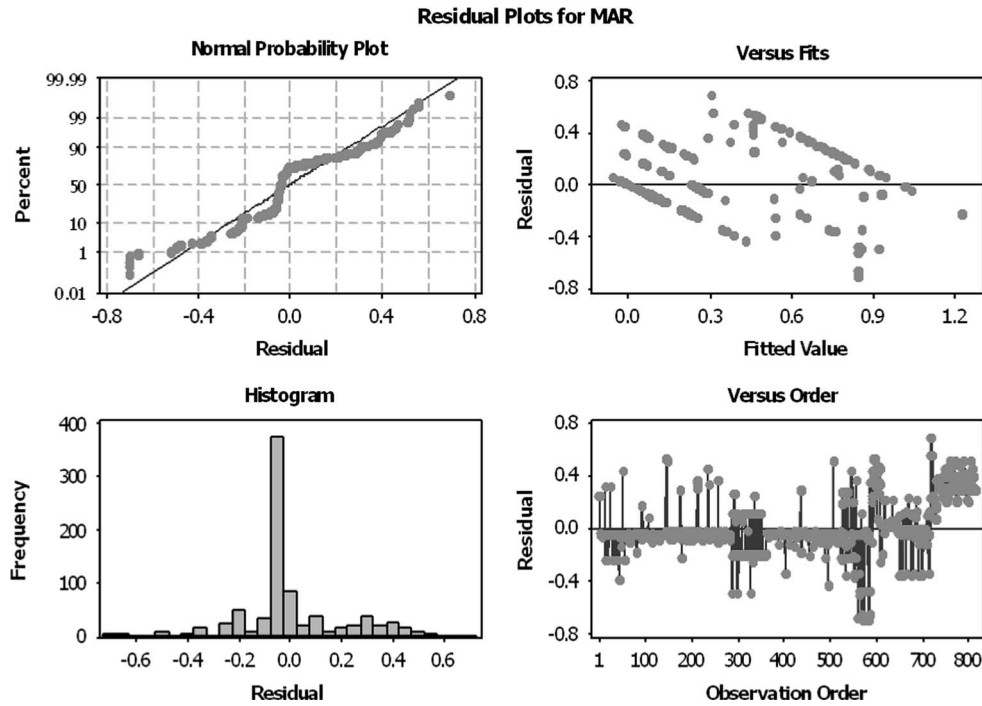 Residual Plots for MAR
Normal Probability Plot
99.99
99
90
50
10
1
0.01
Percent
-0.8 -0.4 0.0 0.4 0.8
Residual
Versus Fits
0.8
0.4
0.0
-0.4
-0.8
Residual
0.0 0.3 0.6 0.9 1.2
Fitted Value
Histogram
400
300
200
100
0
Frequency
-0.6 -0.4 -0.2 0.0 0.2 0.4 0.6
Residual
Versus Order
0.8
0.4
0.0
-0.4
-0.8
Residual
1 100 200 300 400 500 600 700 800
Observation Order